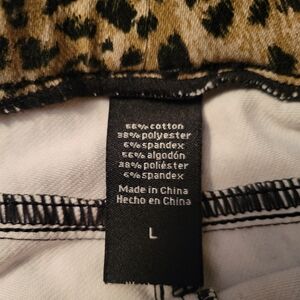 56% cotton
38% polyester
6% spandex
56% algodón
38% poliéster
6% spandex
Made in China
Hecho en China
L